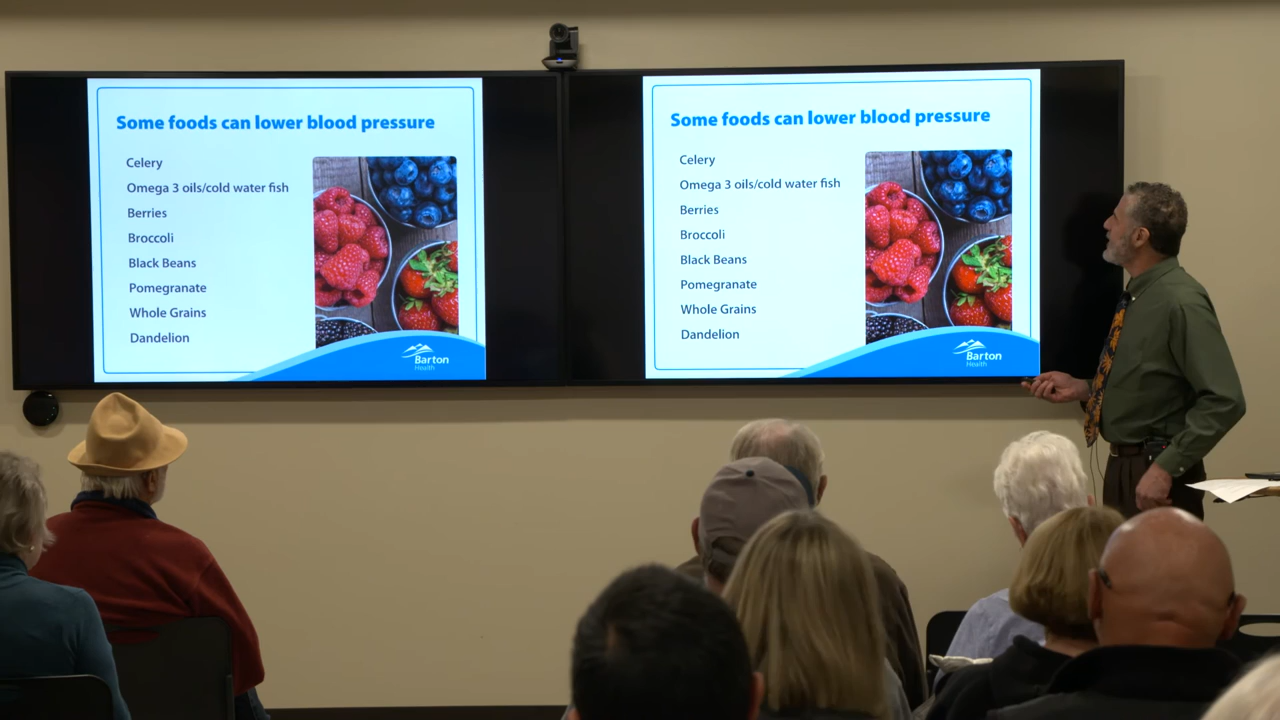 Some foods can lower blood pressure
Celery
Omega 3 oils/cold water fish
Berries
Broccoli
Black Beans
Pomegranate
Whole Grains
Dandelion
Barton
Health
Some foods can lower blood pressure
Celery
Omega 3 oils/cold water fish
Berries
Broccoli
Black Beans
Pomegranate
Whole Grains
Dandelion
Barton
Health